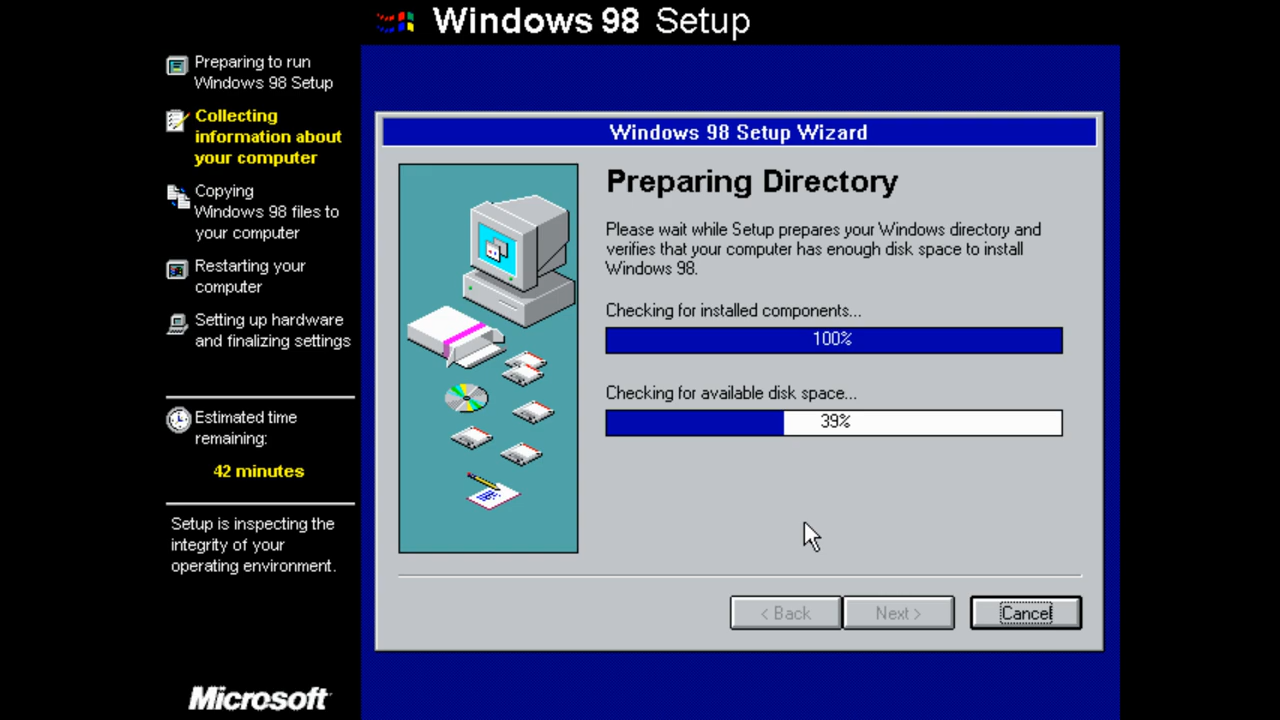 Windows 98 Setup
Preparing to run
Windows 98 Setup
Collecting
information about
your computer
Copying
Windows 98 files to
your computer
Restarting your
computer
Setting up hardware
and finalizing settings
Estimated time
remaining:
42 minutes
Setup is inspecting the
integrity of your
operating environment.
Microsoft
Windows 98 Setup Wizard
Preparing Directory
Please wait while Setup prepares your Windows directory and
verifies that your computer has enough disk space to install
Windows 98.
Checking for installed components...
100%
Checking for available disk space...
39%
< Back
Next >
Cancel